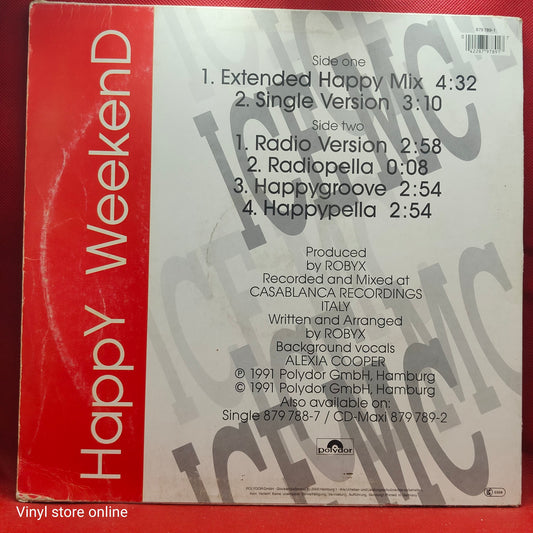 879 789-1
HappY WeekenD
Side one
1. Extended Happy Mix 4:32
2. Single Version 3:10
Side two
1. Radio Version 2:58
2. Radiopella 0:08
3. Happygroove 2:54
4. Happypella 2:54
Produced
by ROBYX
Recorded and Mixed at
CASABLANCA RECORDINGS
ITALY
Written and Arranged
by ROBYX
Background vocals
ALEXIA COOPER
℗ 1991 Polydor GmbH, Hamburg
© 1991 Polydor GmbH, Hamburg
Also available on:
Single 879 788-7 / CD-Maxi 879 789-2
polydor
ICE MC
ICE MC
ICE MC
Vinyl store online